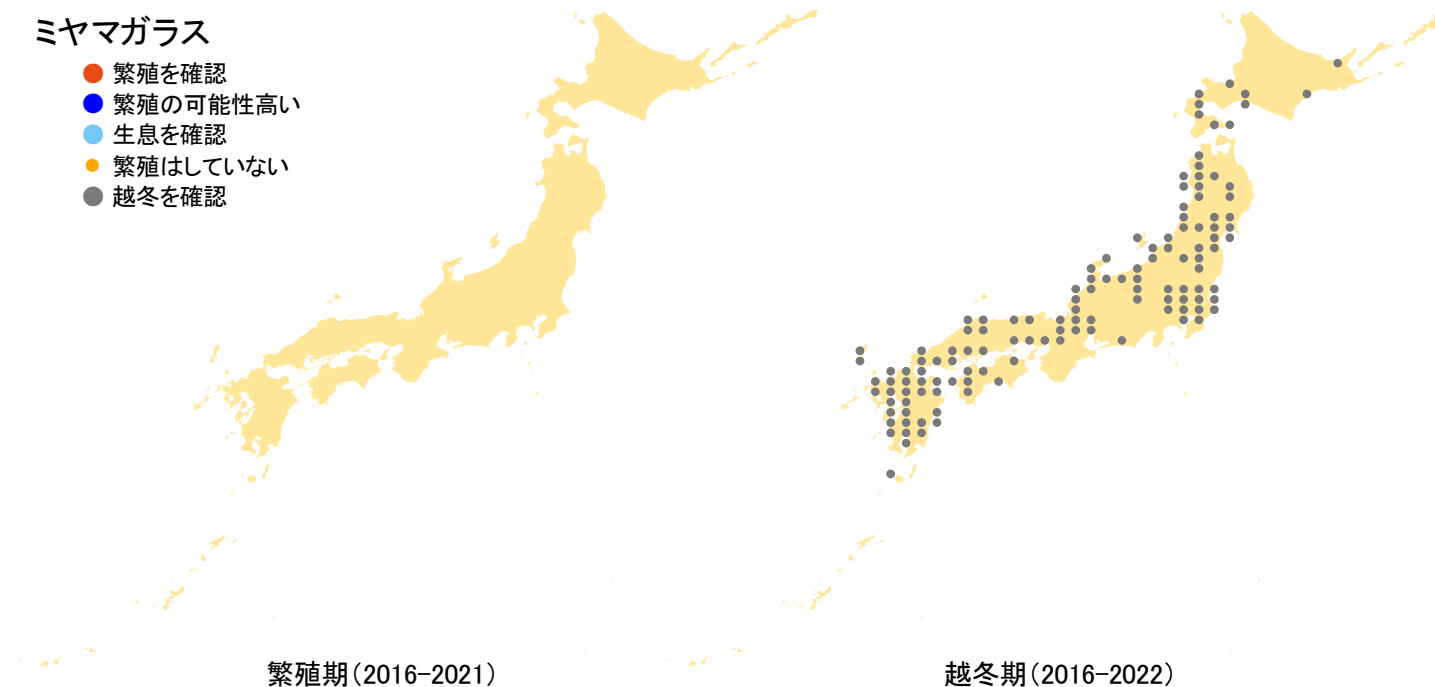 ミヤマガラス
繁殖を確認
繁殖の可能性高い
生息を確認
繁殖はしていない
越冬を確認
繁殖期(2016-2021)
越冬期(2016-2022)